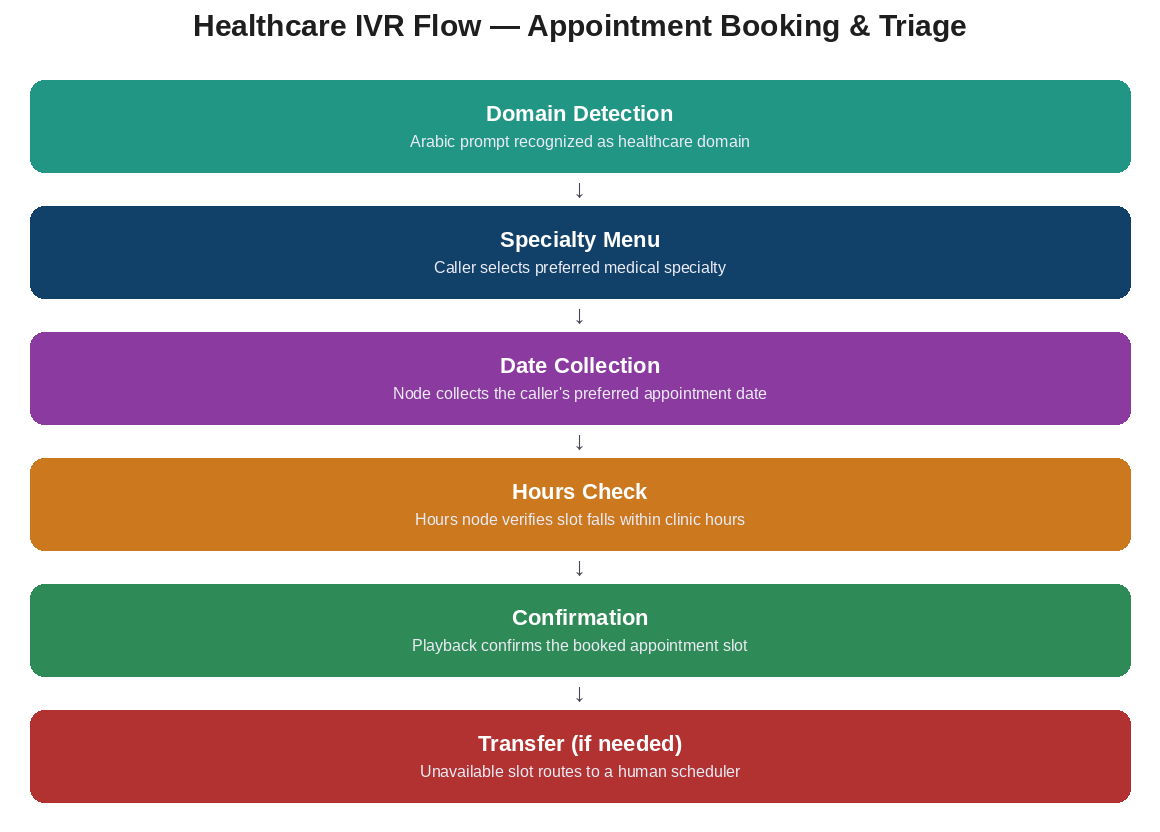 Healthcare IVR Flow — Appointment Booking & Triage
Domain Detection
Arabic prompt recognized as healthcare domain
↓
Specialty Menu
Caller selects preferred medical specialty
↓
Date Collection
Node collects the caller's preferred appointment date
↓
Hours Check
Hours node verifies slot falls within clinic hours
↓
Confirmation
Playback confirms the booked appointment slot
↓
Transfer (if needed)
Unavailable slot routes to a human scheduler